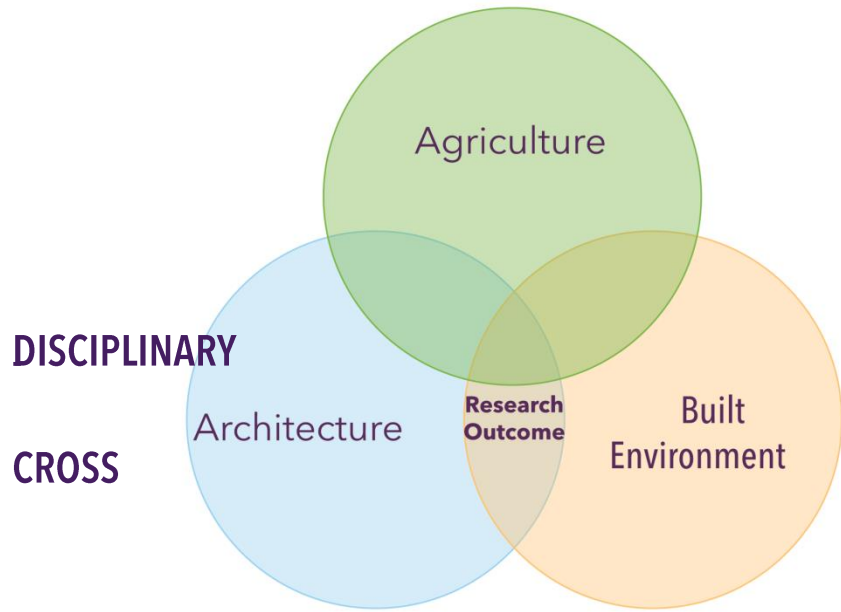 Agriculture
DISCIPLINARY
CROSS
Architecture
Research
Outcome
Built
Environment